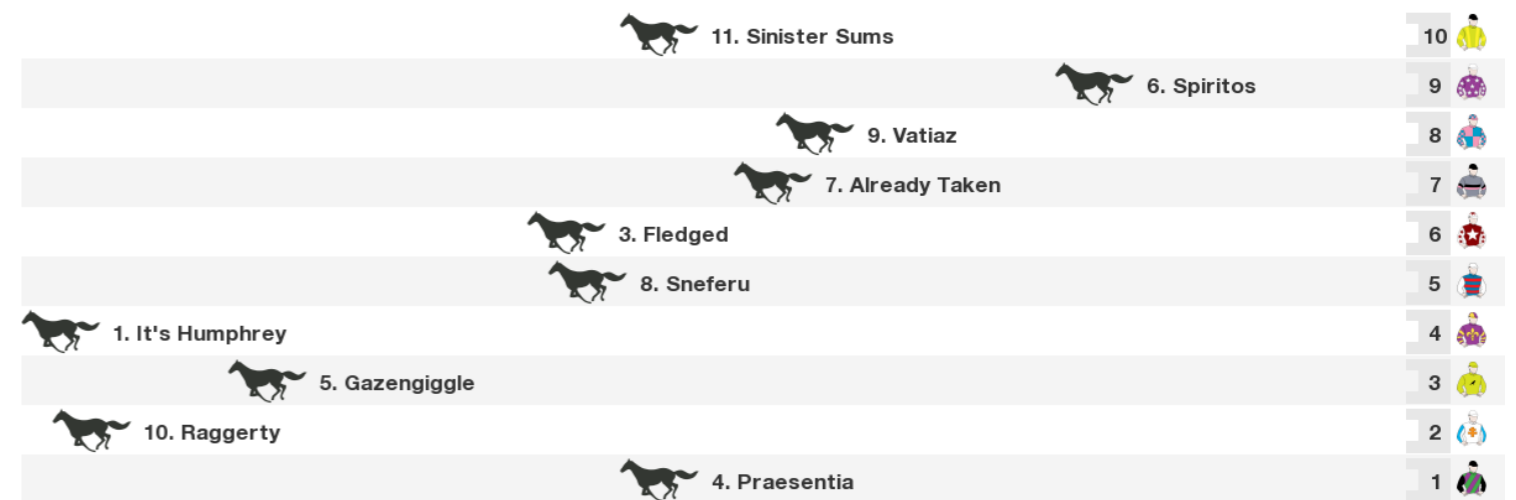 11. Sinister Sums 10
6. Spiritos 9
9. Vatiaz 8
7. Already Taken 7
3. Fledged 6
8. Sneferu 5
1. It's Humphrey 4
5. Gazengiggle 3
10. Raggerty 2
4. Praesentia 1